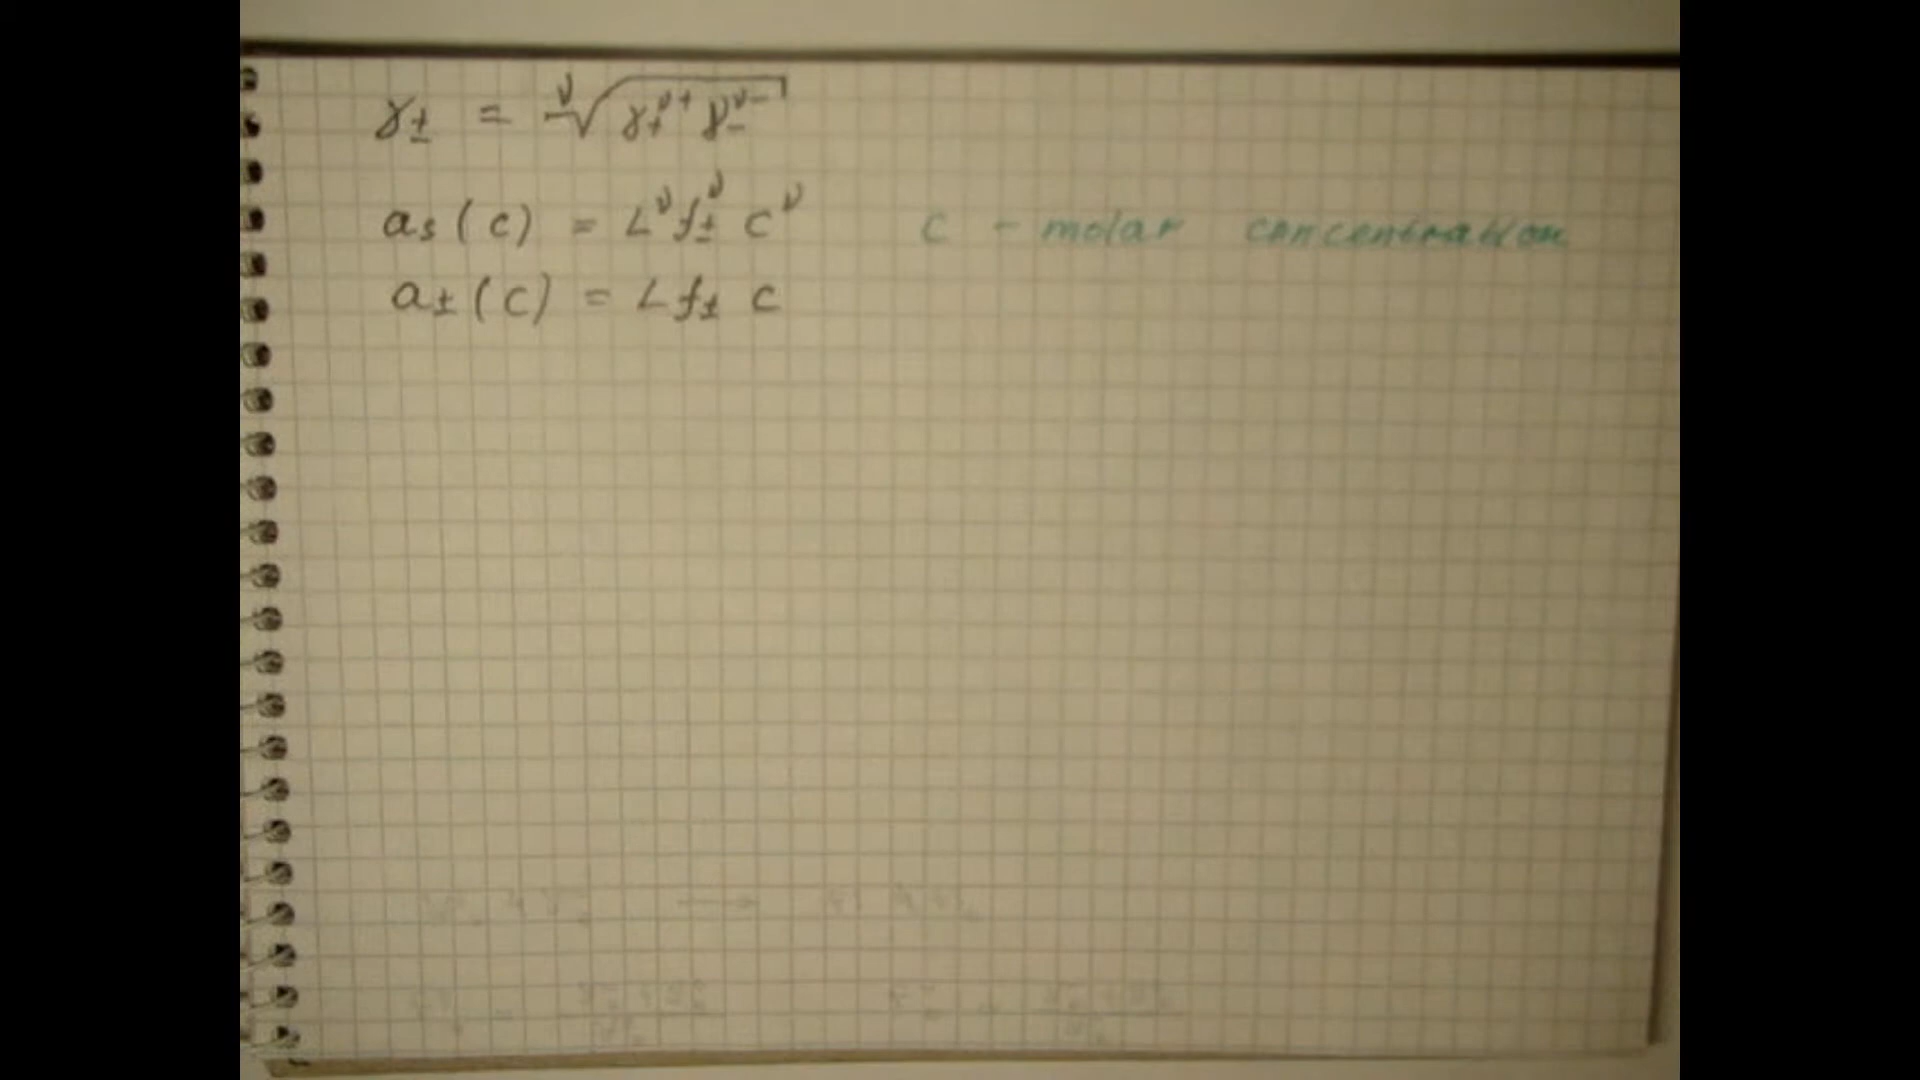 γ± = ᵛ√(γ₊^ν+ γ₋^ν-)
as (c) = L^ν f±^ν c^ν c - molar concentration
a± (c) = L f± c